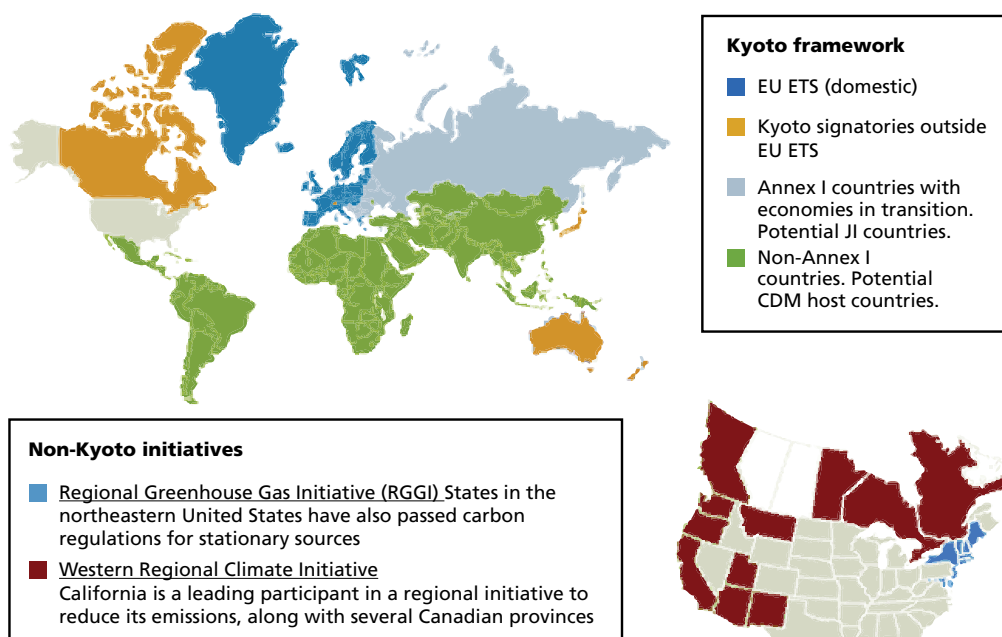 Kyoto framework
EU ETS (domestic)
Kyoto signatories outside
EU ETS
Annex I countries with
economies in transition.
Potential JI countries.
Non-Annex I
countries. Potential
CDM host countries.
Non-Kyoto initiatives
Regional Greenhouse Gas Initiative (RGGI) States in the
northeastern United States have also passed carbon
regulations for stationary sources
Western Regional Climate Initiative
California is a leading participant in a regional initiative to
reduce its emissions, along with several Canadian provinces